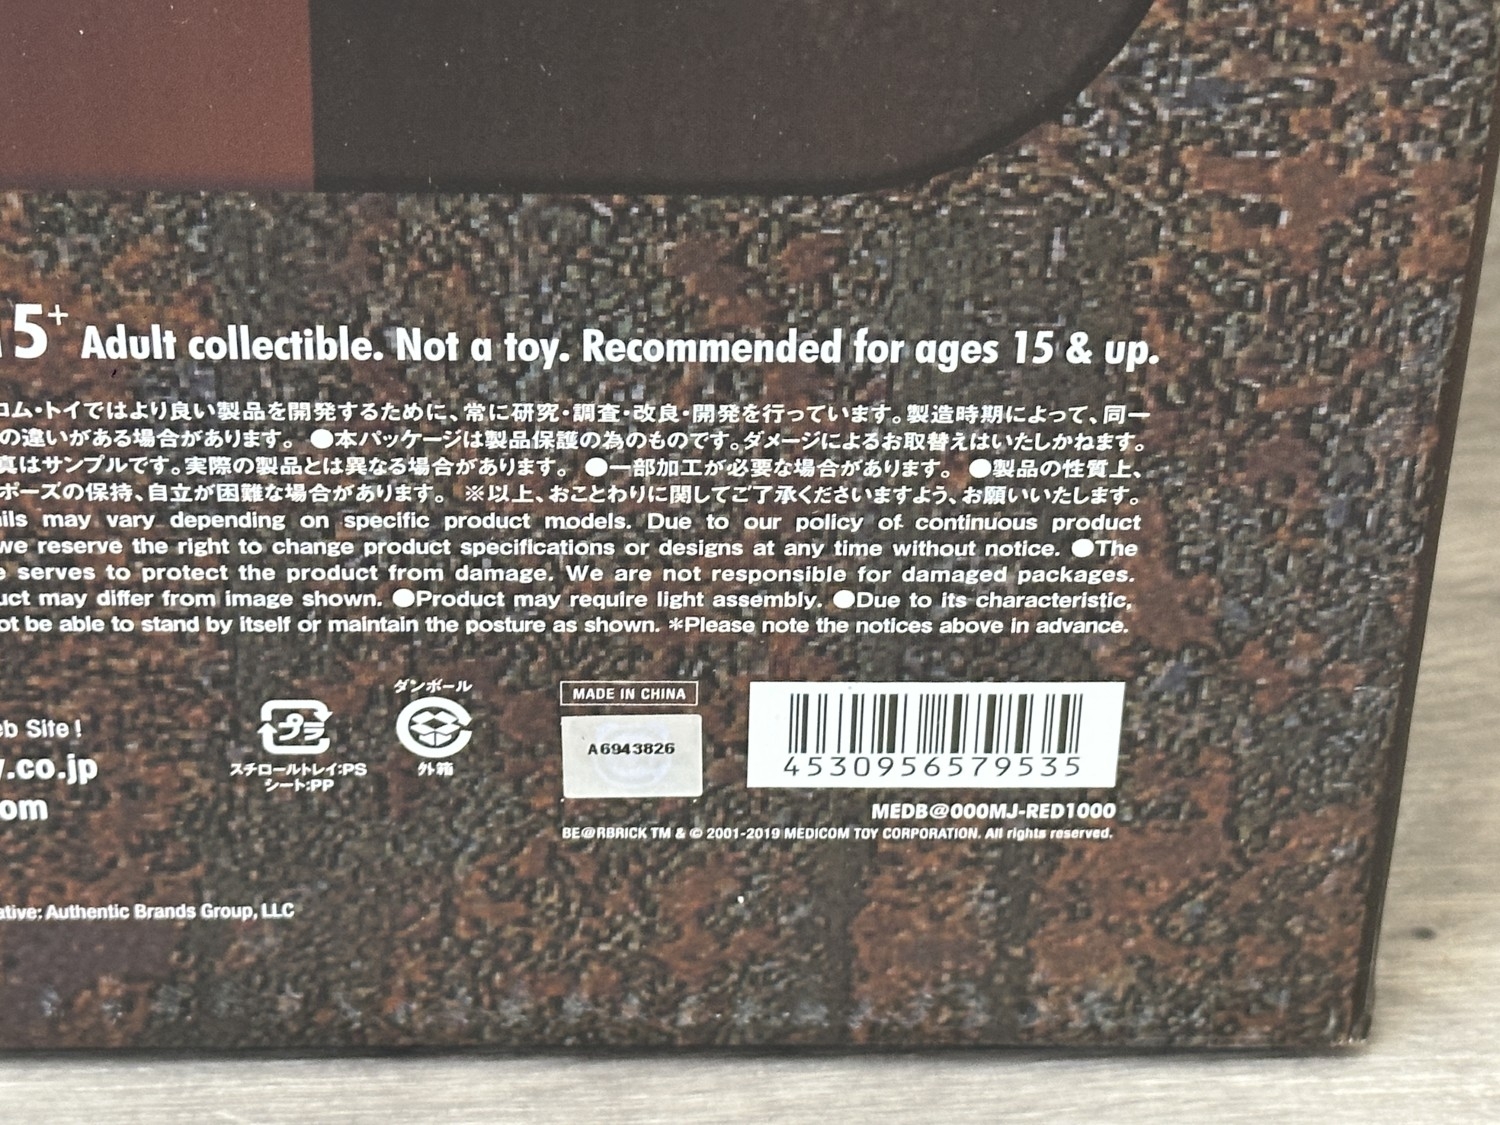 15+ Adult collectible. Not a toy. Recommended for ages 15 & up.
コム・トイではより良い製品を開発するために、常に研究・調査・改良・開発を行っています。製造時期によって、同一
の違いがある場合があります。 ●本パッケージは製品保護の為のものです。ダメージによるお取替えはいたしかねます。
真はサンプルです。実際の製品とは異なる場合があります。 ●一部加工が必要な場合があります。 ●製品の性質上、
ポーズの保持、自立が困難な場合があります。 ※以上、おことわりに関してご了承くださいますよう、お願いいたします。
ils may vary depending on specific product models. Due to our policy of continuous product
we reserve the right to change product specifications or designs at any time without notice. ●The
e serves to protect the product from damage. We are not responsible for damaged packages.
uct may differ from image shown. ●Product may require light assembly. ●Due to its characteristic,
ot be able to stand by itself or maintain the posture as shown. *Please note the notices above in advance.
eb Site !
y.co.jp
om
プラ
スチロールトレイ:PS
シート:PP
ダンボール
外箱
MADE IN CHINA
A6943826
4530956579535
MEDB@000MJ-RED1000
BE@RBRICK TM & © 2001-2019 MEDICOM TOY CORPORATION. All rights reserved.
ative: Authentic Brands Group, LLC